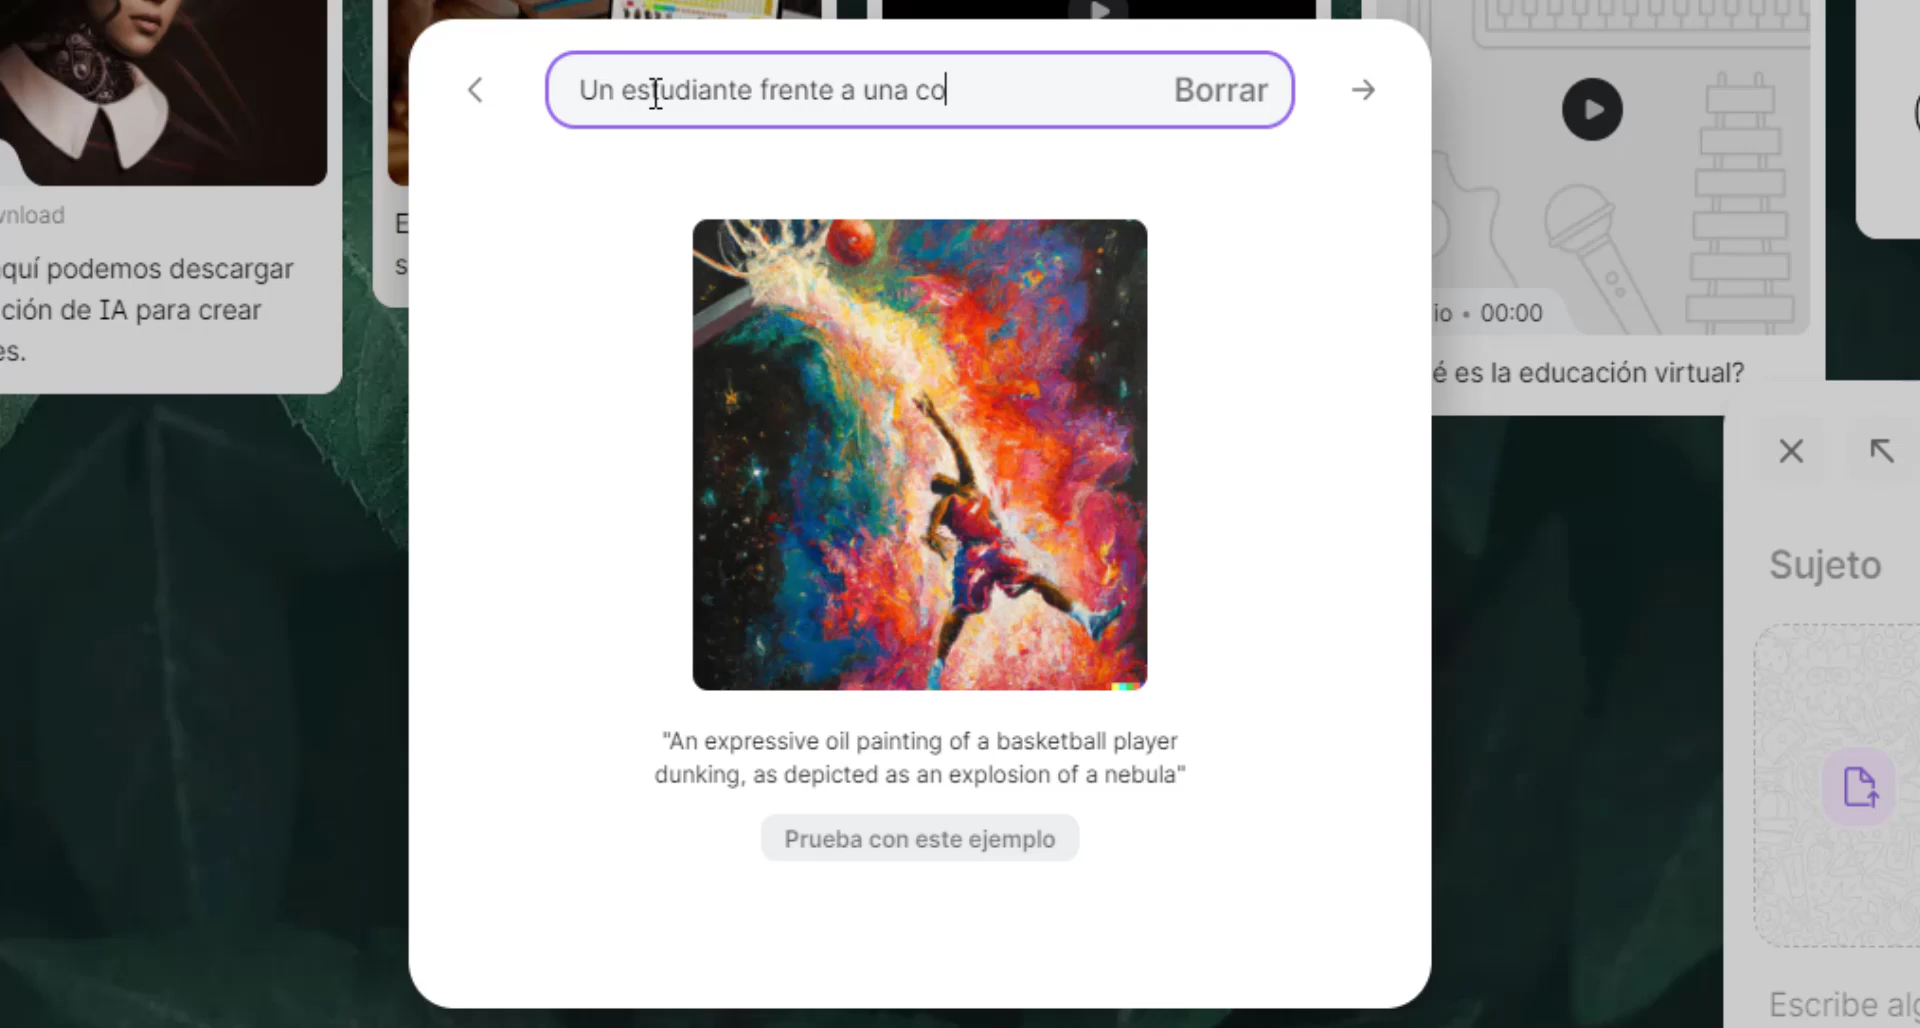 Un estudiante frente a una co
Borrar
wnload
quí podemos descargar
ción de IA para crear
es.
E
s
"An expressive oil painting of a basketball player
dunking, as depicted as an explosion of a nebula"
Prueba con este ejemplo
io • 00:00
é es la educación virtual?
Sujeto
Escribe alg